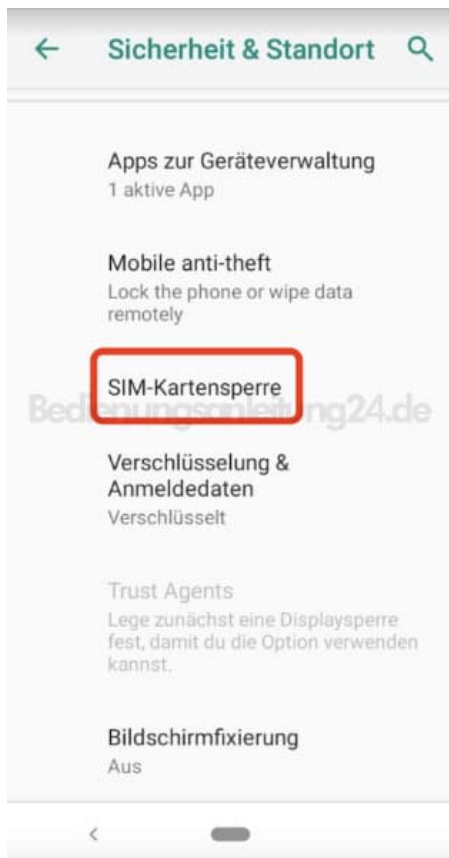 Sicherheit & Standort
Apps zur Geräteverwaltung
1 aktive App
Mobile anti-theft
Lock the phone or wipe data
remotely
SIM-Kartensperre
Bedienungsanleitung24.de
Verschlüsselung &
Anmeldedaten
Verschlüsselt
Trust Agents
Lege zunächst eine Displaysperre
fest, damit du die Option verwenden
kannst.
Bildschirmfixierung
Aus